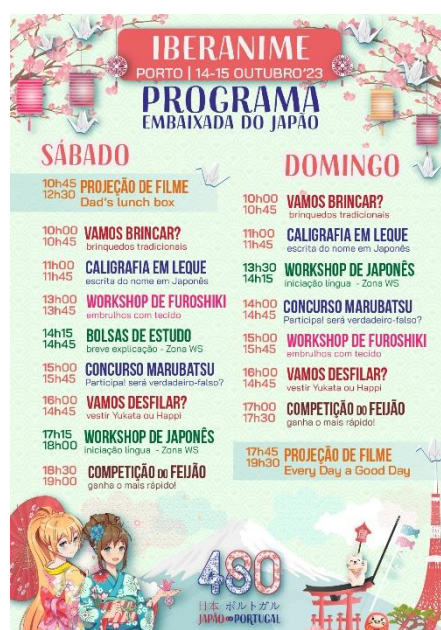 IBERANIME
PORTO | 14-15 OUTUBRO'23
PROGRAMA
EMBAIXADA DO JAPÃO
SÁBADO
10h45
12h30
PROJEÇÃO DE FILME
Dad's lunch box
10h00
10h45
VAMOS BRINCAR?
brinquedos tradicionais
11h00
11h45
CALIGRAFIA EM LEQUE
escrita do nome em Japonês
13h00
13h45
WORKSHOP DE FUROSHIKI
embrulhos com tecido
14h15
14h45
BOLSAS DE ESTUDO
breve explicação - Zona WS
15h00
15h45
CONCURSO MARUBATSU
Participa! será verdadeiro-falso?
16h00
14h45
VAMOS DESFILAR?
vestir Yukata ou Happi
17h15
18h00
WORKSHOP DE JAPONÊS
iniciação língua - Zona WS
18h30
19h00
COMPETIÇÃO DO FEIJÃO
ganha o mais rápido!
DOMINGO
10h00
10h45
VAMOS BRINCAR?
brinquedos tradicionais
11h00
11h45
CALIGRAFIA EM LEQUE
escrita do nome em Japonês
13h30
14h15
WORKSHOP DE JAPONÊS
iniciação língua - Zona WS
14h00
14h45
CONCURSO MARUBATSU
Participa! será verdadeiro-falso?
15h00
15h45
WORKSHOP DE FUROSHIKI
embrulhos com tecido
16h00
14h45
VAMOS DESFILAR?
vestir Yukata ou Happi
17h00
17h30
COMPETIÇÃO DO FEIJÃO
ganha o mais rápido!
17h45
19h30
PROJEÇÃO DE FILME
Every Day a Good Day
480
日本 ポルトガル
JAPÃO PORTUGAL